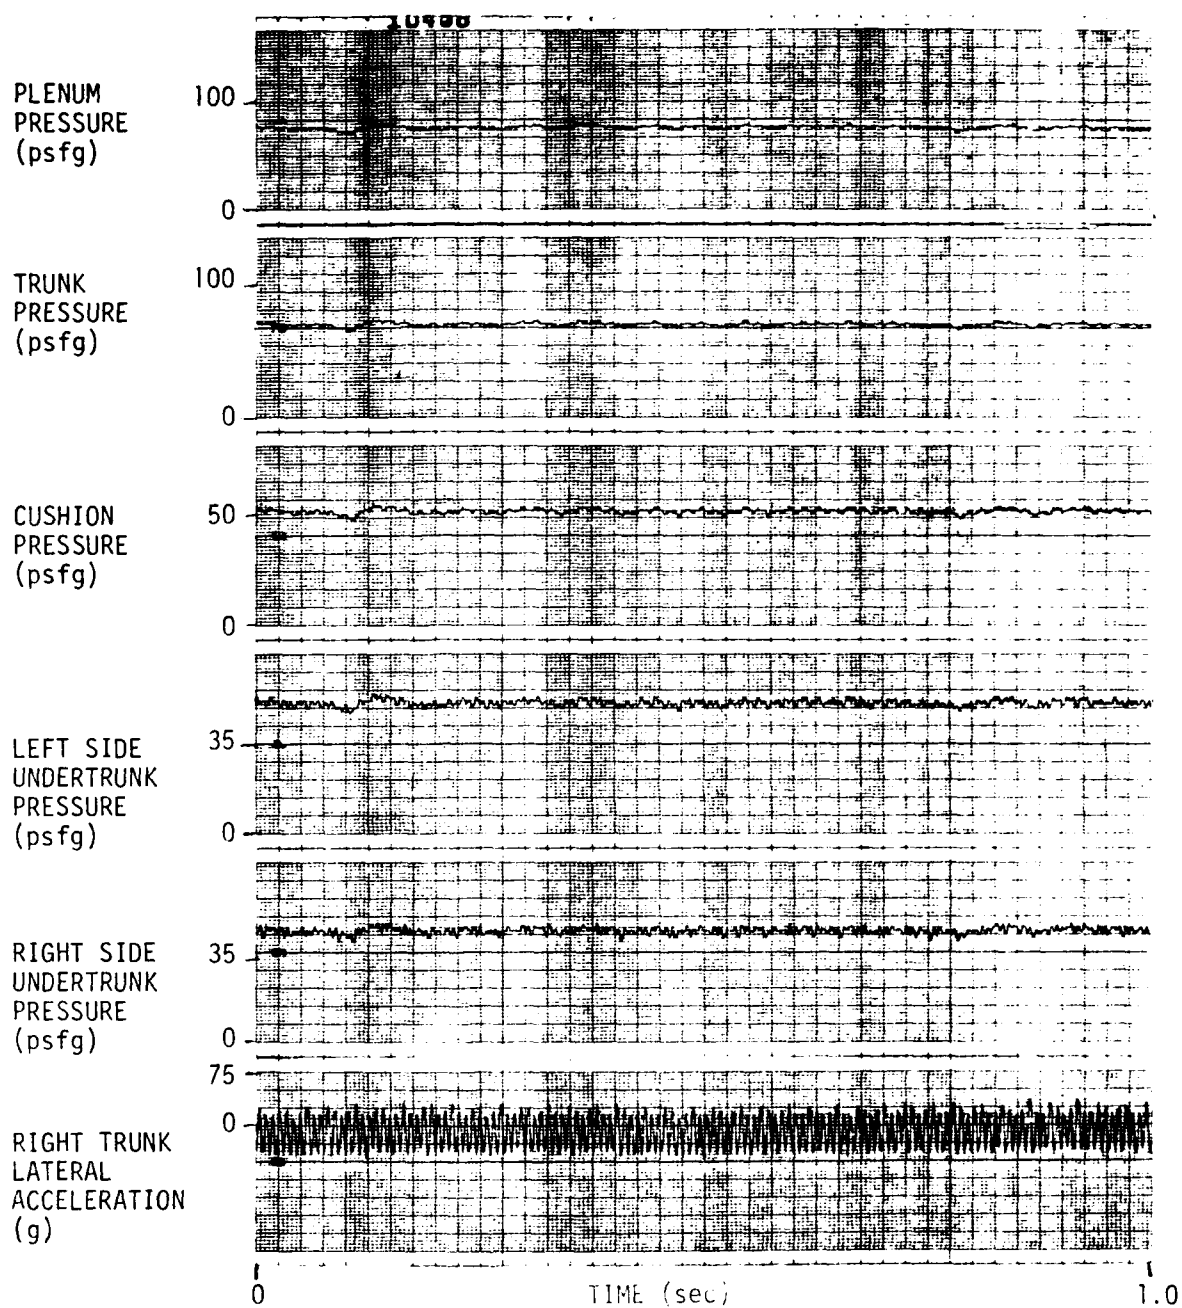 PLENUM
PRESSURE
(psfg)
100
0
TRUNK
PRESSURE
(psfg)
100
0
CUSHION
PRESSURE
(psfg)
50
0
LEFT SIDE
UNDERTRUNK
PRESSURE
(psfg)
35
0
RIGHT SIDE
UNDERTRUNK
PRESSURE
(psfg)
35
0
RIGHT TRUNK
LATERAL
ACCELERATION
(g)
75
0
0
TIME (sec)
1.0